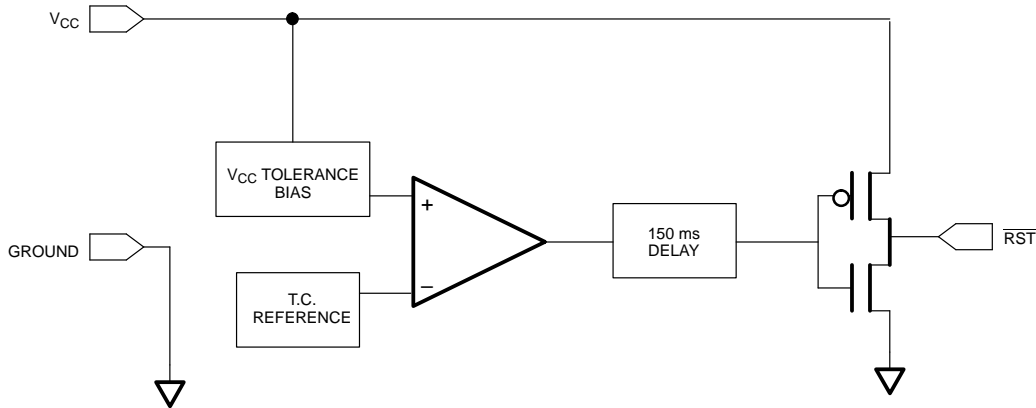 VCC
VCC TOLERANCE
BIAS
+
150 ms
DELAY
RST
GROUND
T.C.
REFERENCE
–